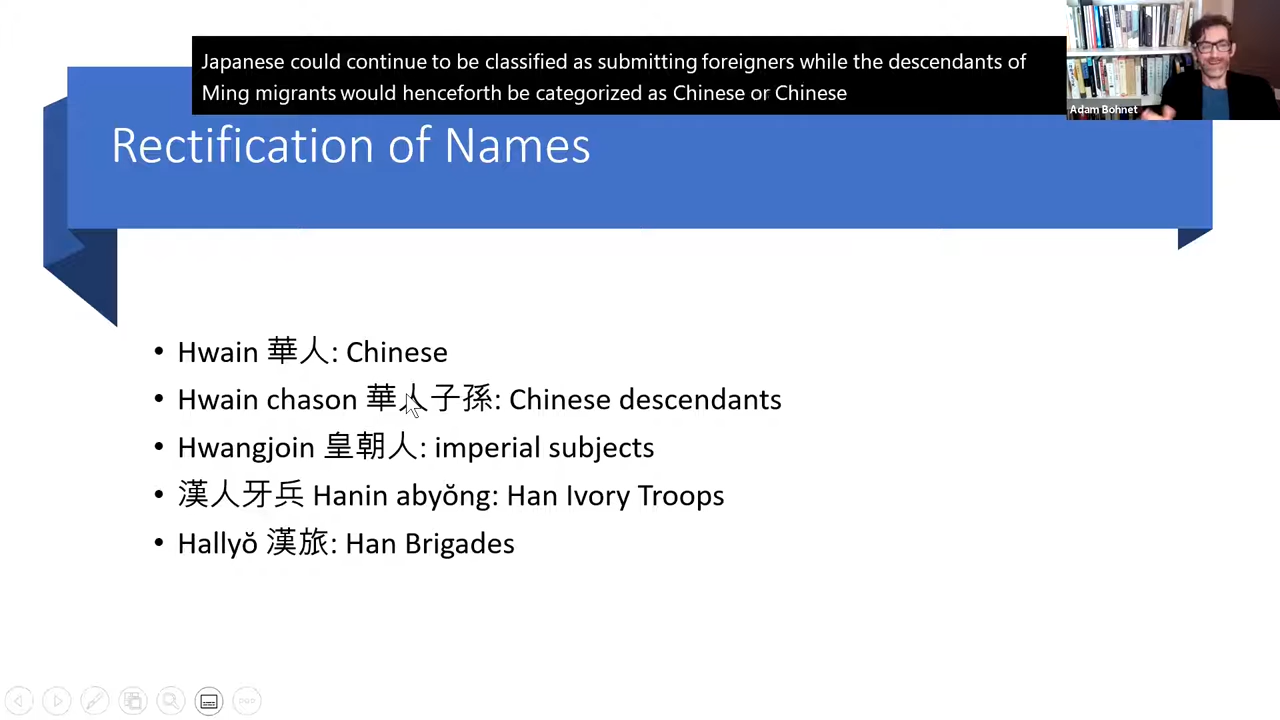 Japanese could continue to be classified as submitting foreigners while the descendants of
Ming migrants would henceforth be categorized as Chinese or Chinese
Adam Bohnet
Rectification of Names
• Hwain 華人: Chinese
• Hwain chason 華人子孫: Chinese descendants
• Hwangjoin 皇朝人: imperial subjects
• 漢人牙兵 Hanin abyŏng: Han Ivory Troops
• Hallyŏ 漢旅: Han Brigades